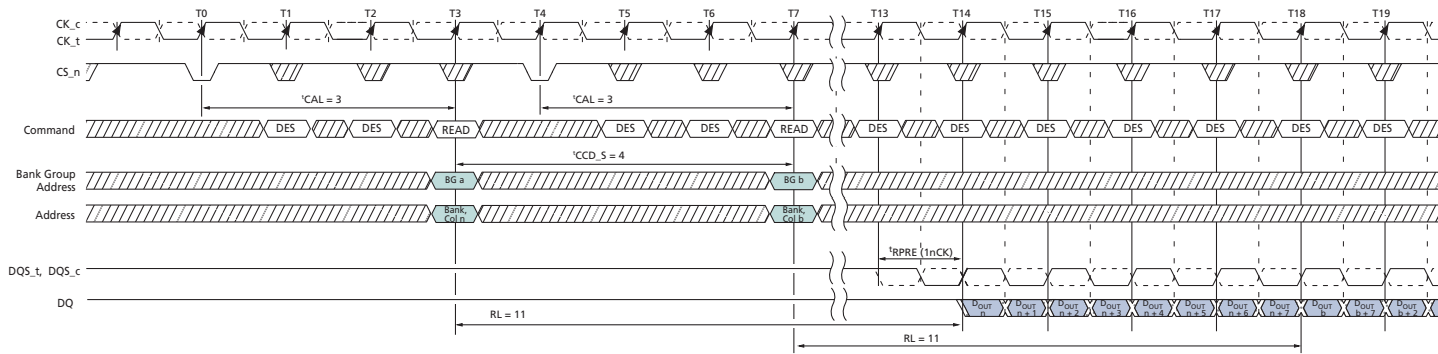 CK_c
CK_t
T0 T1 T2 T3 T4 T5 T6 T7 T13 T14 T15 T16 T17 T18 T19
CS_n
tCAL = 3 tCAL = 3
Command DES DES READ DES DES READ DES DES DES DES DES DES DES
tCCD_S = 4
Bank Group
Address
BG a BG b
Address
Bank,
Col n
Bank,
Col b
tRPRE (1nCK)
DQS_t, DQS_c
DQ
DOUT
n
DOUT
n + 1
DOUT
n + 2
DOUT
n + 3
DOUT
n + 4
DOUT
n + 5
DOUT
n + 6
DOUT
n + 7
DOUT
b
DOUT
b + 7
DOUT
b + 2
RL = 11
RL = 11